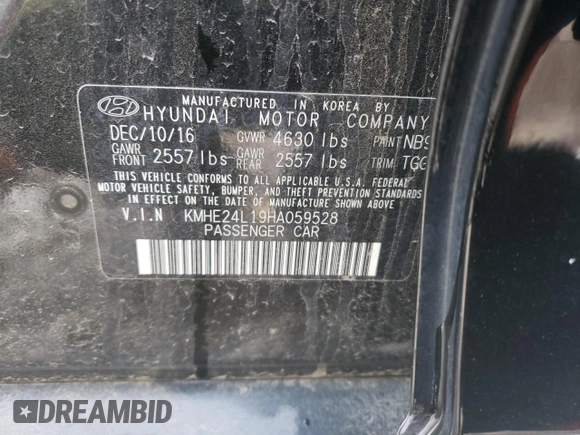 MANUFACTURED IN KOREA BY
HYUNDAI MOTOR COMPANY
DEC/10/16 GVWR 4630 lbs PAINT NB9
GAWR FRONT 2557 lbs GAWR REAR 2557 lbs TRIM TGG
THIS VEHICLE CONFORMS TO ALL APPLICABLE U.S.A. FEDERAL
MOTOR VEHICLE SAFETY, BUMPER, AND THEFT PREVENTION STANDARDS
IN EFFECT ON THE DATE OF MANUFACTURE SHOWN ABOVE.
V.I.N KMHE24L19HA059528
PASSENGER CAR
DREAMBID